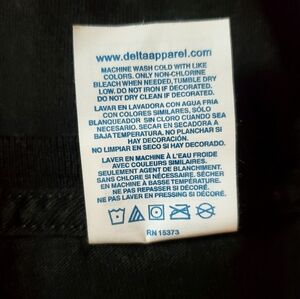 www.deltaapparel.com
MACHINE WASH COLD WITH LIKE
COLORS. ONLY NON-CHLORINE
BLEACH WHEN NEEDED. TUMBLE DRY
LOW. DO NOT IRON IF DECORATED.
DO NOT DRY CLEAN IF DECORATED.
LAVAR EN LAVADORA CON AGUA FRIA
CON COLORES SIMILARES, SÓLO
BLANQUEADOR SIN CLORO CUANDO SEA
NECESARIO. SECAR EN SECADORA A
BAJA TEMPERATURA. NO PLANCHAR SI
HAY DECORACIÓN.
NO LIMPIAR EN SECO SI HAY DECORADO.
LAVER EN MACHINE À L'EAU FROIDE
AVEC COULEURS SIMILAIRES.
SEULEMENT AGENT DE BLANCHIMENT
SANS CHLORE SI NÉCESSAIRE. SÉCHER
EN MACHINE À BASSE TEMPÉRATURE.
NE PAS REPASSER SI DÉCORÉ.
NE PAS LAVER EN PRESSING SI DÉCORÉ.
RN 15373